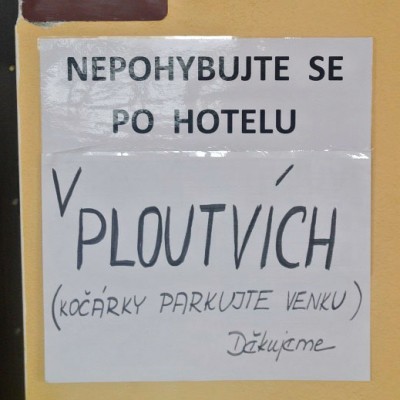 NEPOHYBUJTE SE
PO HOTELU
V PLOUTVÍCH
(KOČÁRKY PARKUJTE VENKU)
Děkujeme